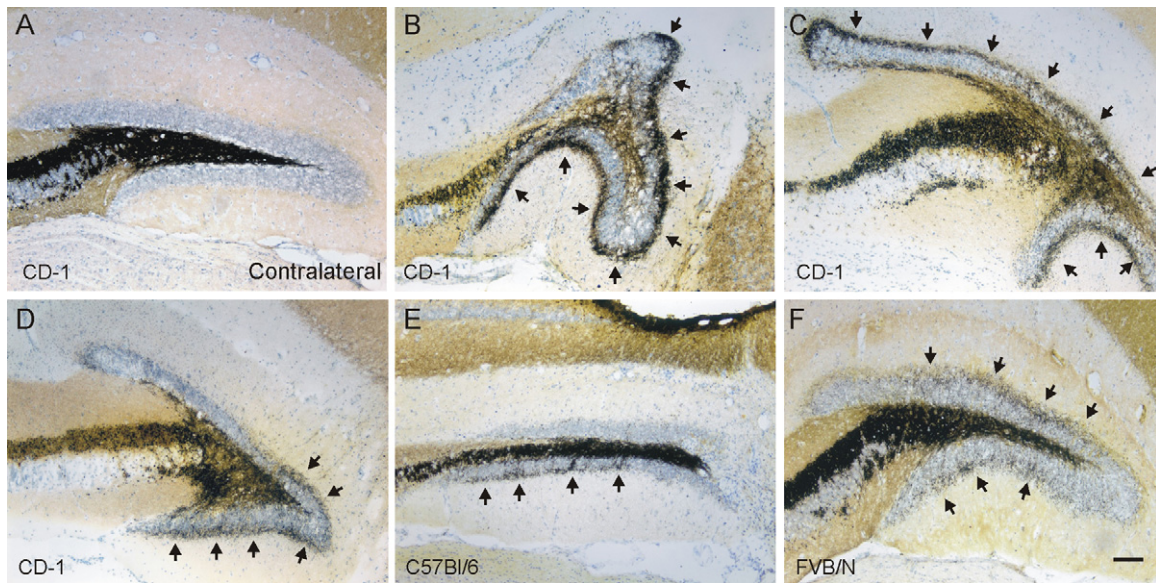 A
CD-1
Contralateral
B
CD-1
C
CD-1
D
CD-1
E
C57Bl/6
F
FVB/N